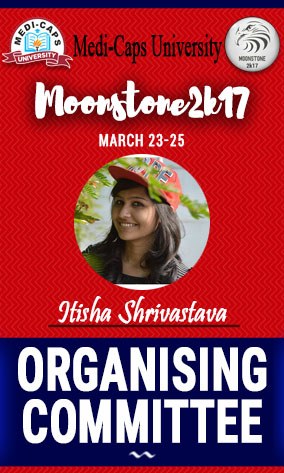 MEDI-CAPS
UNIVERSITY
Medi-Caps University
MOONSTONE
2K17
Moonstone2k17
MARCH 23-25
Itisha Shrivastava
ORGANISING
COMMITTEE